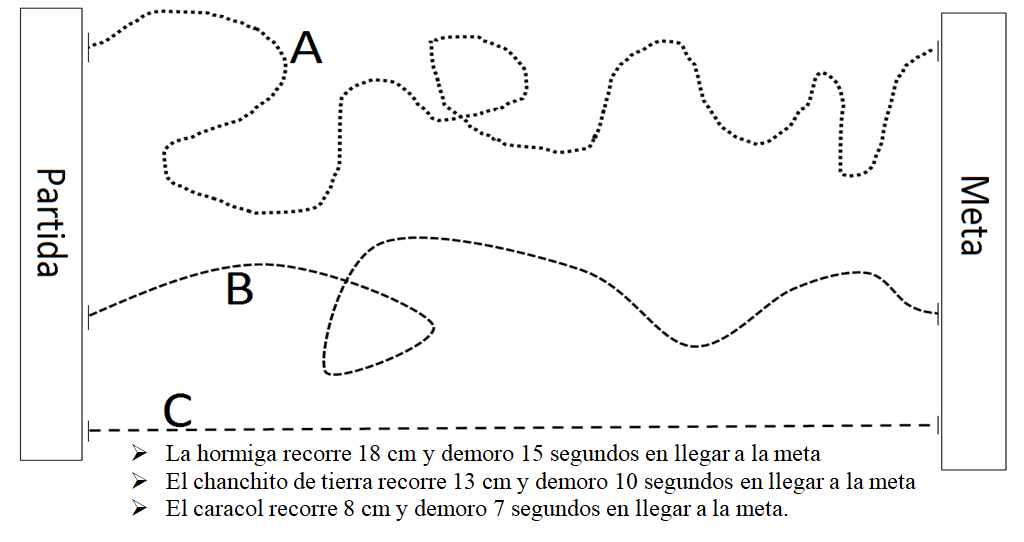 Partida
A
B
C
Meta
➢ La hormiga recorre 18 cm y demoro 15 segundos en llegar a la meta
➢ El chanchito de tierra recorre 13 cm y demoro 10 segundos en llegar a la meta
➢ El caracol recorre 8 cm y demoro 7 segundos en llegar a la meta.